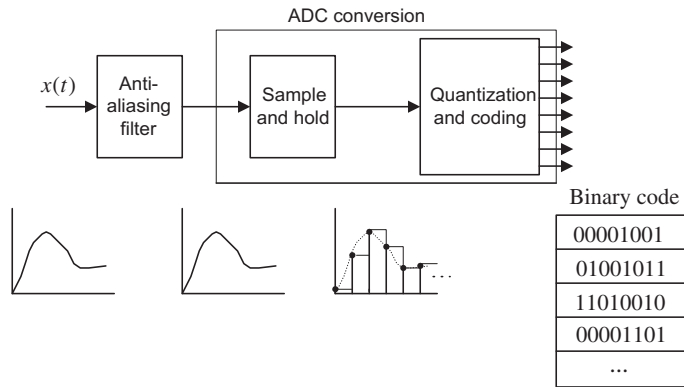 ADC conversion
x(t)
Anti-
aliasing
filter
Sample
and hold
Quantization
and coding
Binary code
00001001
01001011
11010010
00001101
...
...